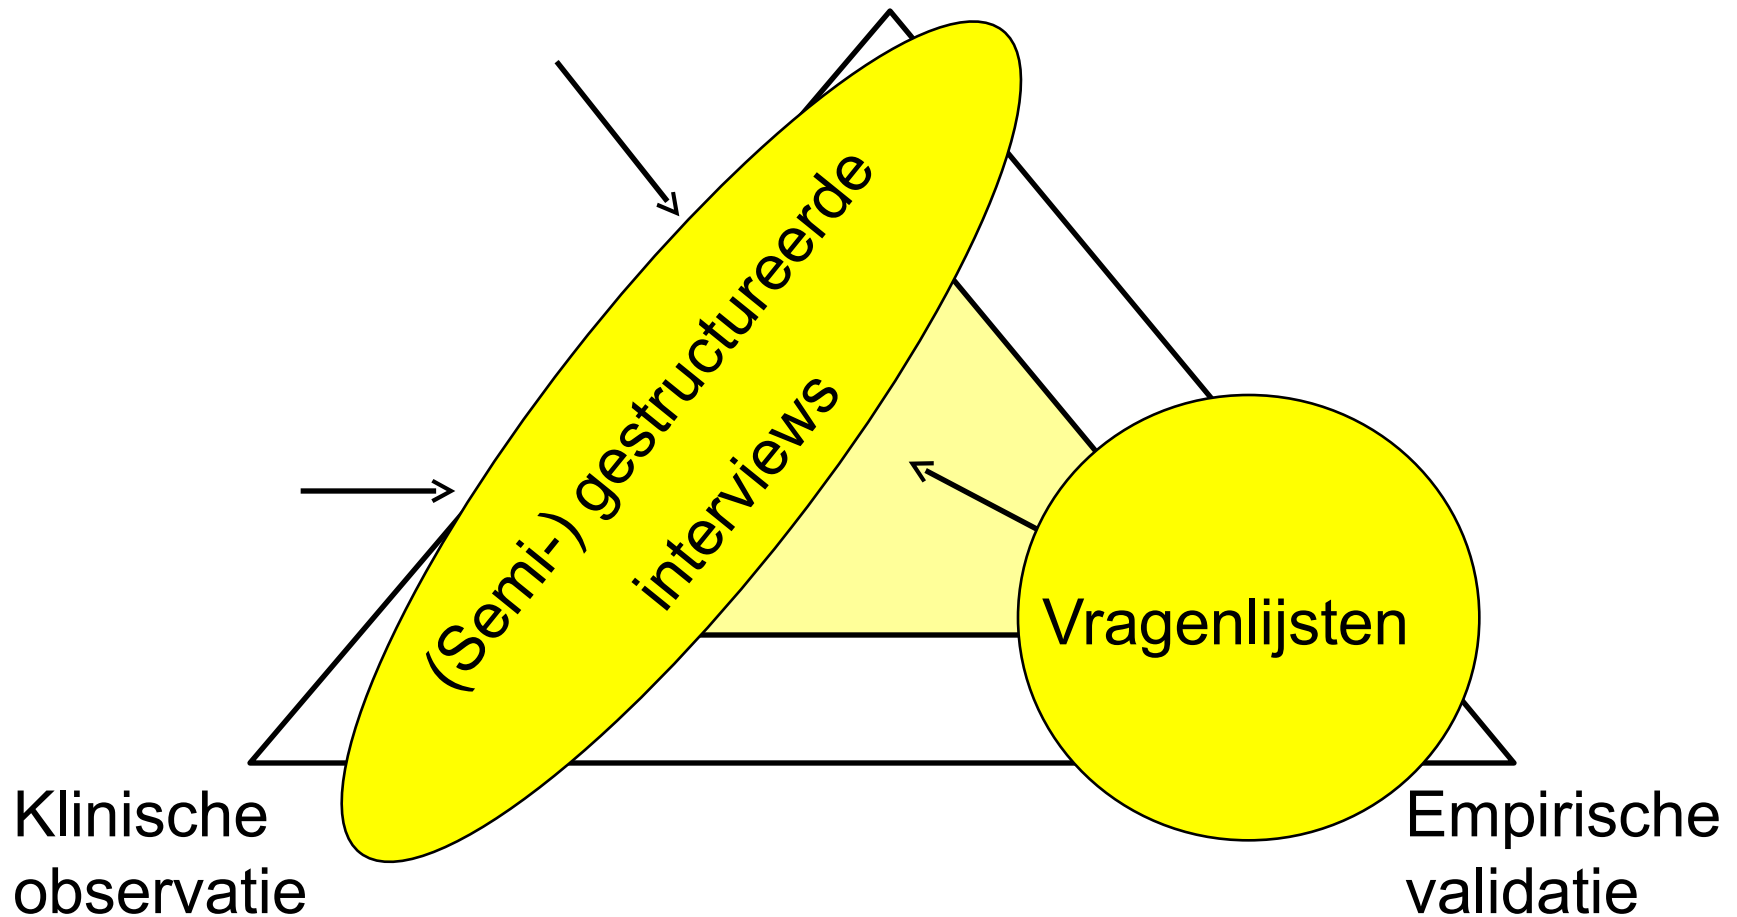 (Semi-) gestructureerde
interviews
Vragenlijsten
Klinische
observatie
Empirische
validatie